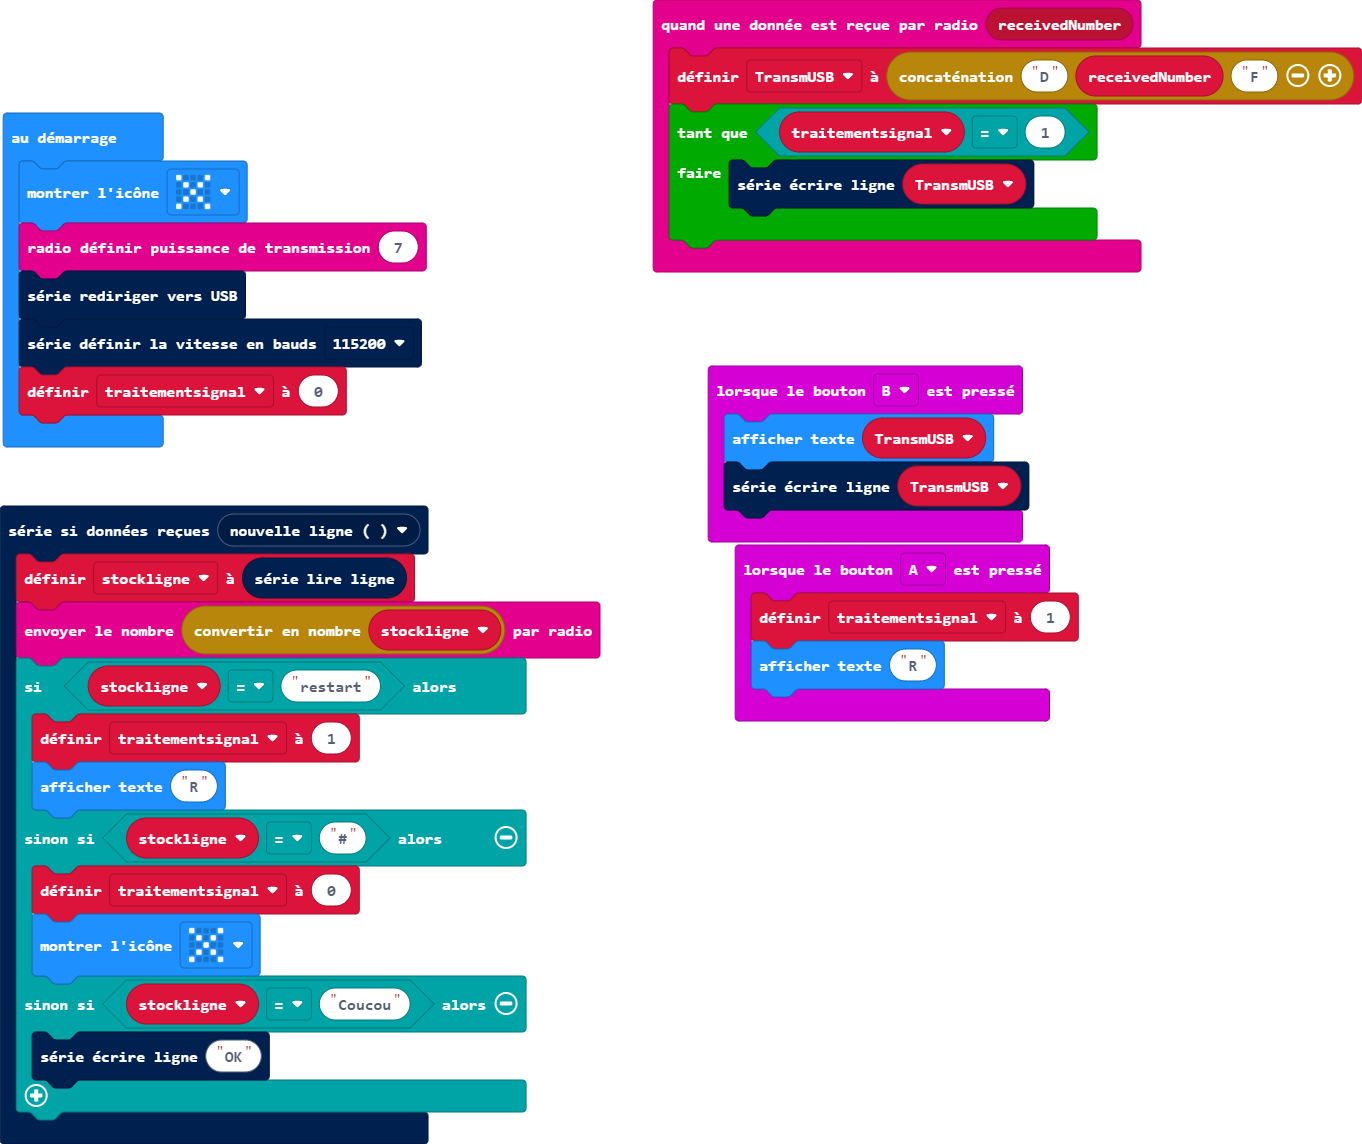 au démarrage
montrer l'icône
radio définir puissance de transmission 7
série rediriger vers USB
série définir la vitesse en bauds 115200
définir traitementsignal à 0
série si données reçues nouvelle ligne ( )
définir stockligne à série lire ligne
envoyer le nombre convertir en nombre stockligne par radio
si stockligne = "restart" alors
définir traitementsignal à 1
afficher texte "R"
sinon si stockligne = "#" alors
définir traitementsignal à 0
montrer l'icône
sinon si stockligne = "Coucou" alors
série écrire ligne "OK"
quand une donnée est reçue par radio receivedNumber
définir TransmUSB à concaténation "D" receivedNumber "F"
tant que traitementsignal = 1
faire série écrire ligne TransmUSB
lorsque le bouton B est pressé
afficher texte TransmUSB
série écrire ligne TransmUSB
lorsque le bouton A est pressé
définir traitementsignal à 1
afficher texte "R"